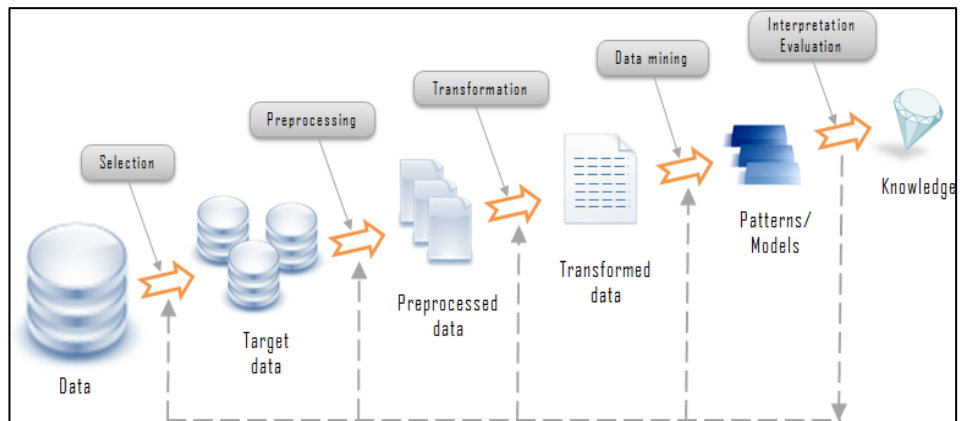 Interpretation
Evaluation
Data mining
Transformation
Preprocessing
Selection
Knowledge
Patterns/
Models
Transformed
data
Preprocessed
data
Target
data
Data